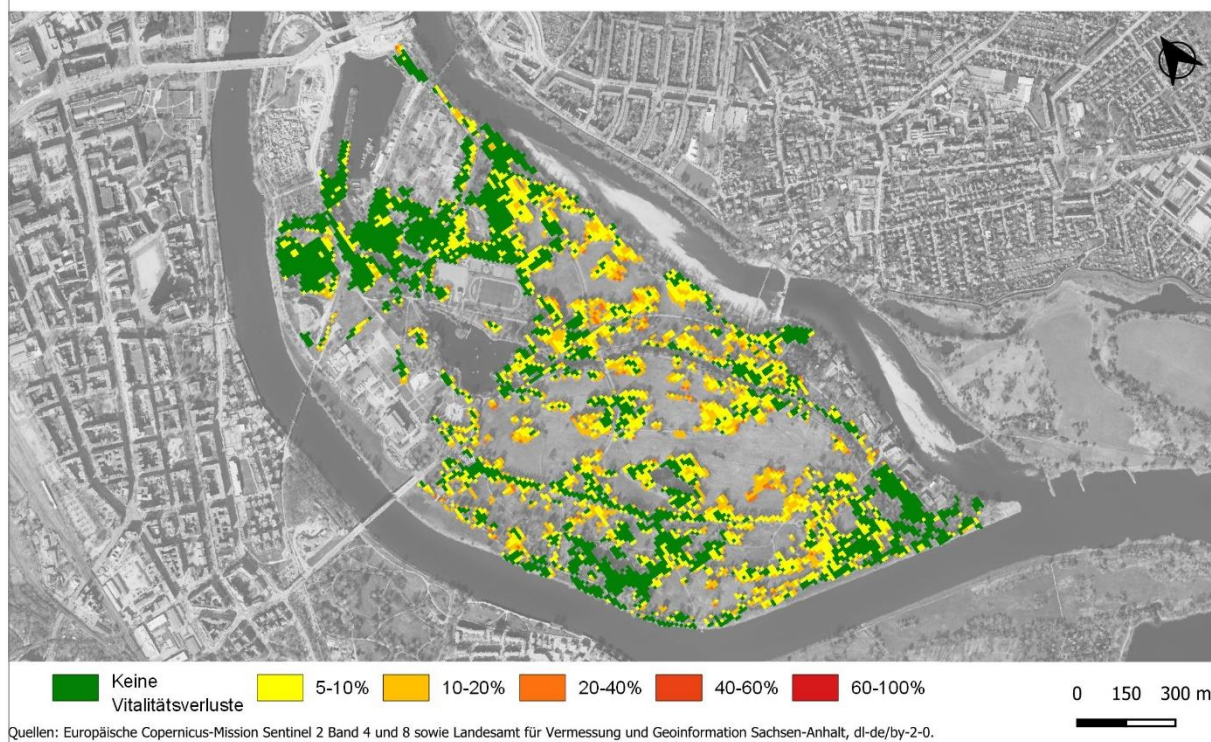 Keine
Vitalitätsverluste
5-10%
10-20%
20-40%
40-60%
60-100%
0 150 300 m
Quellen: Europäische Copernicus-Mission Sentinel 2 Band 4 und 8 sowie Landesamt für Vermessung und Geoinformation Sachsen-Anhalt, dl-de/by-2-0.